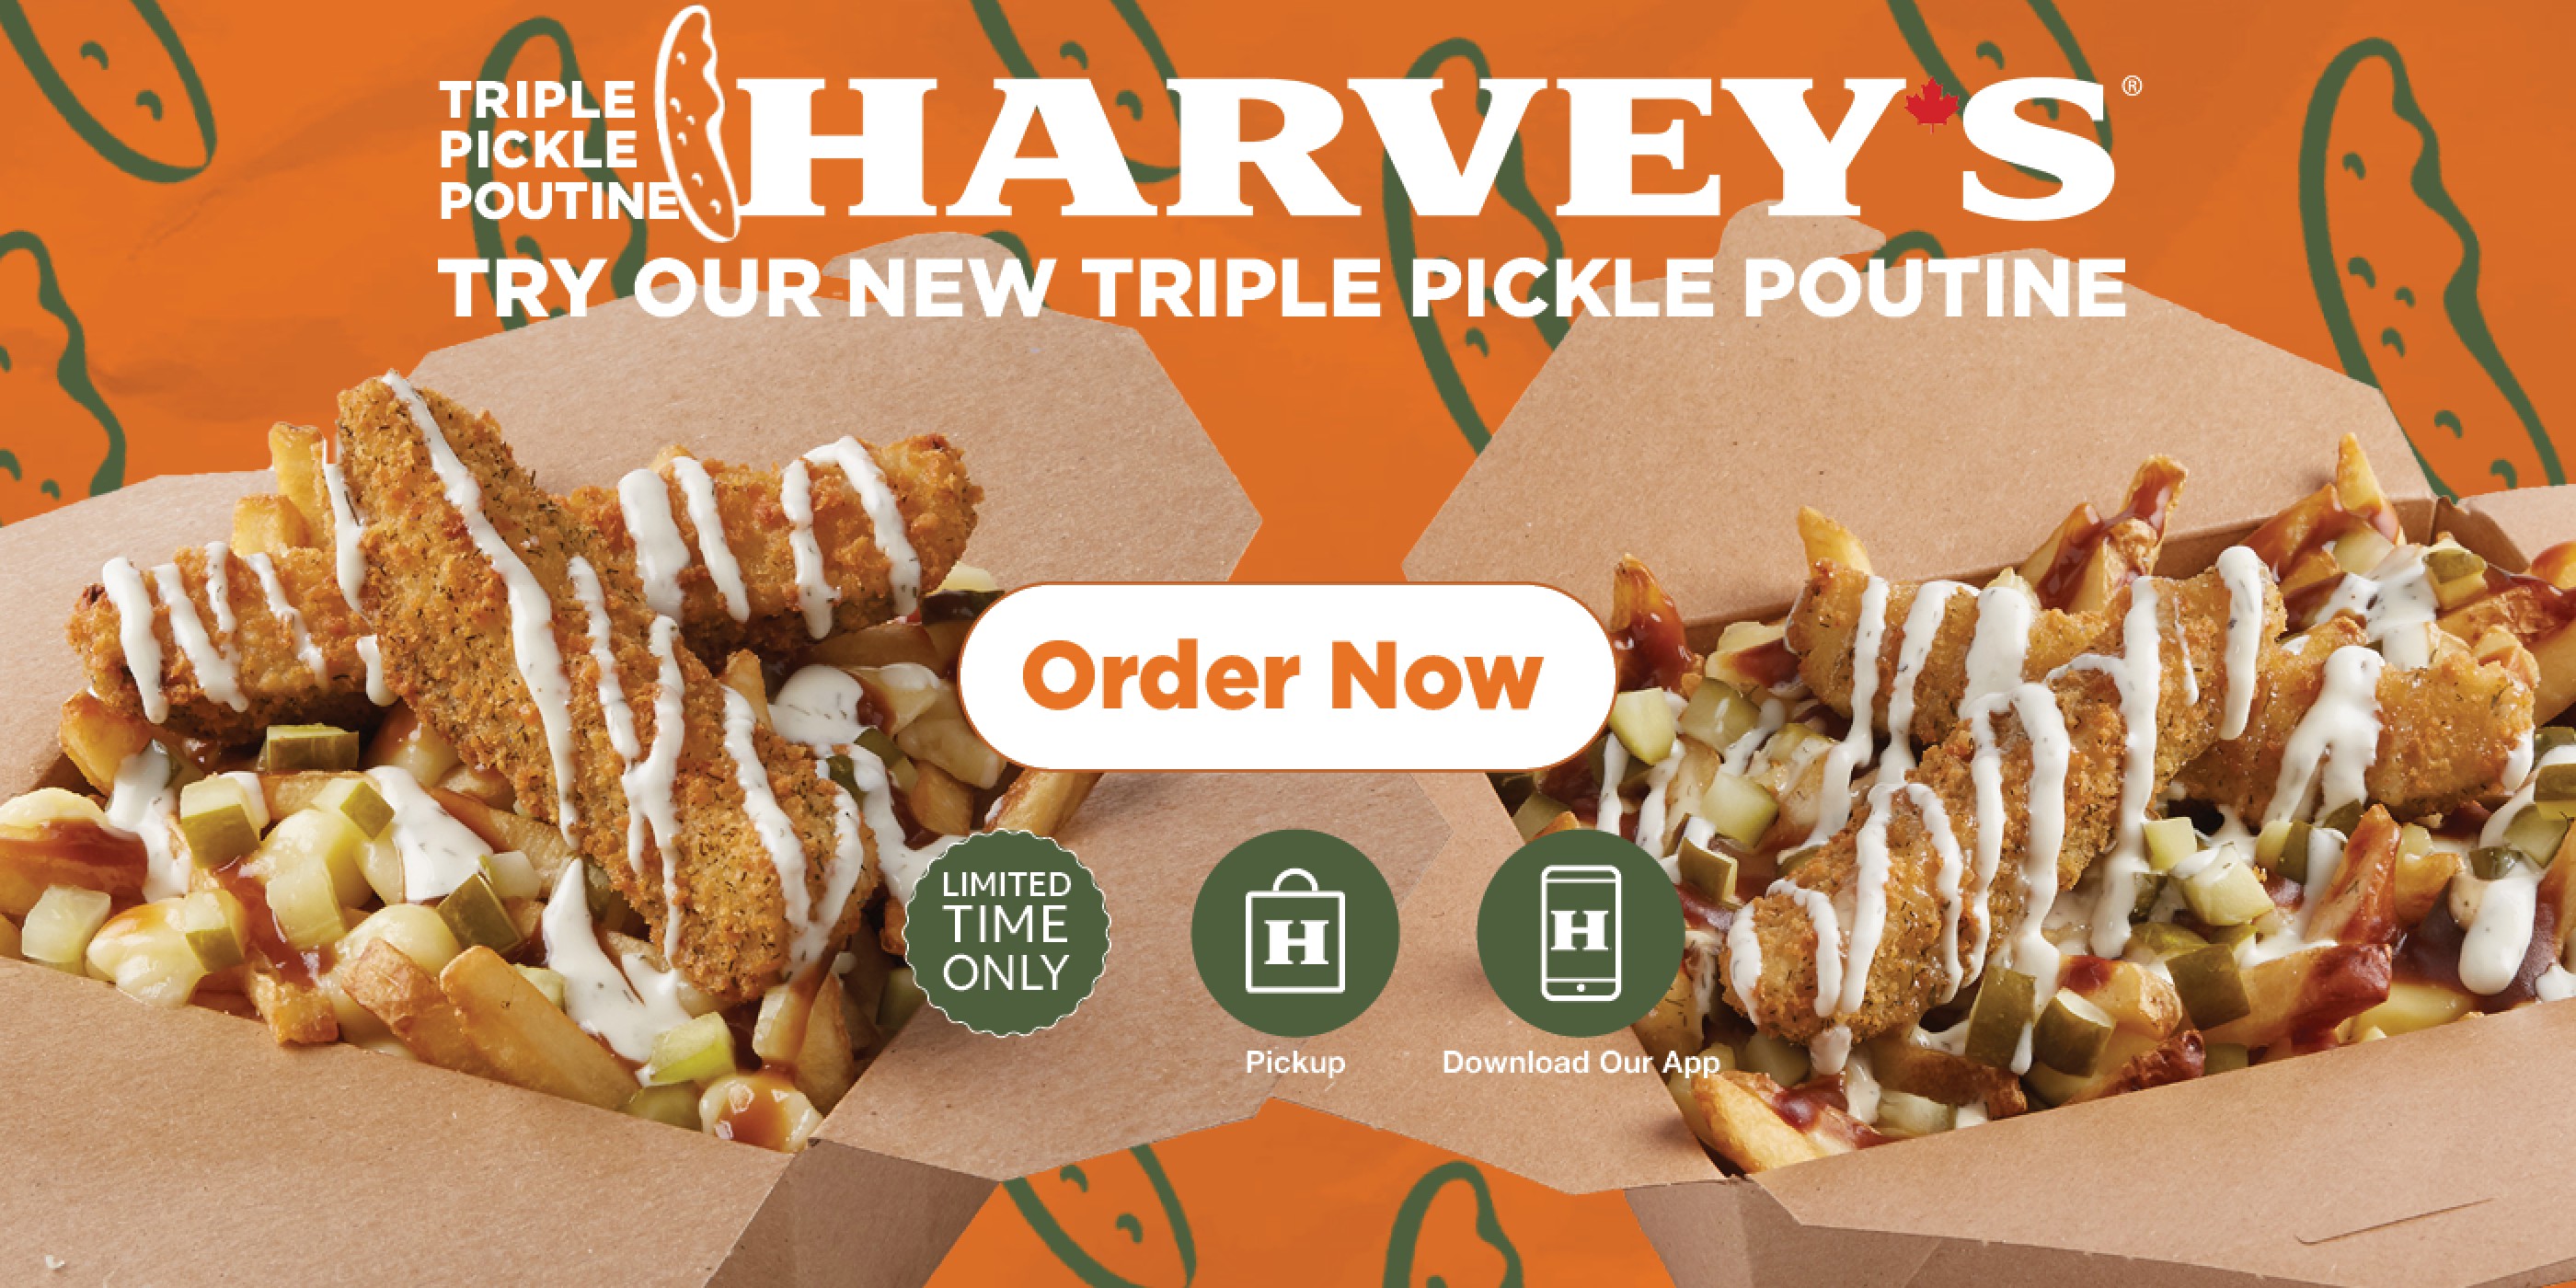 TRIPLE
PICKLE
POUTINE
HARVEY'S®
TRY OUR NEW TRIPLE PICKLE POUTINE
Order Now
LIMITED
TIME
ONLY
H
Pickup
H
Download Our App